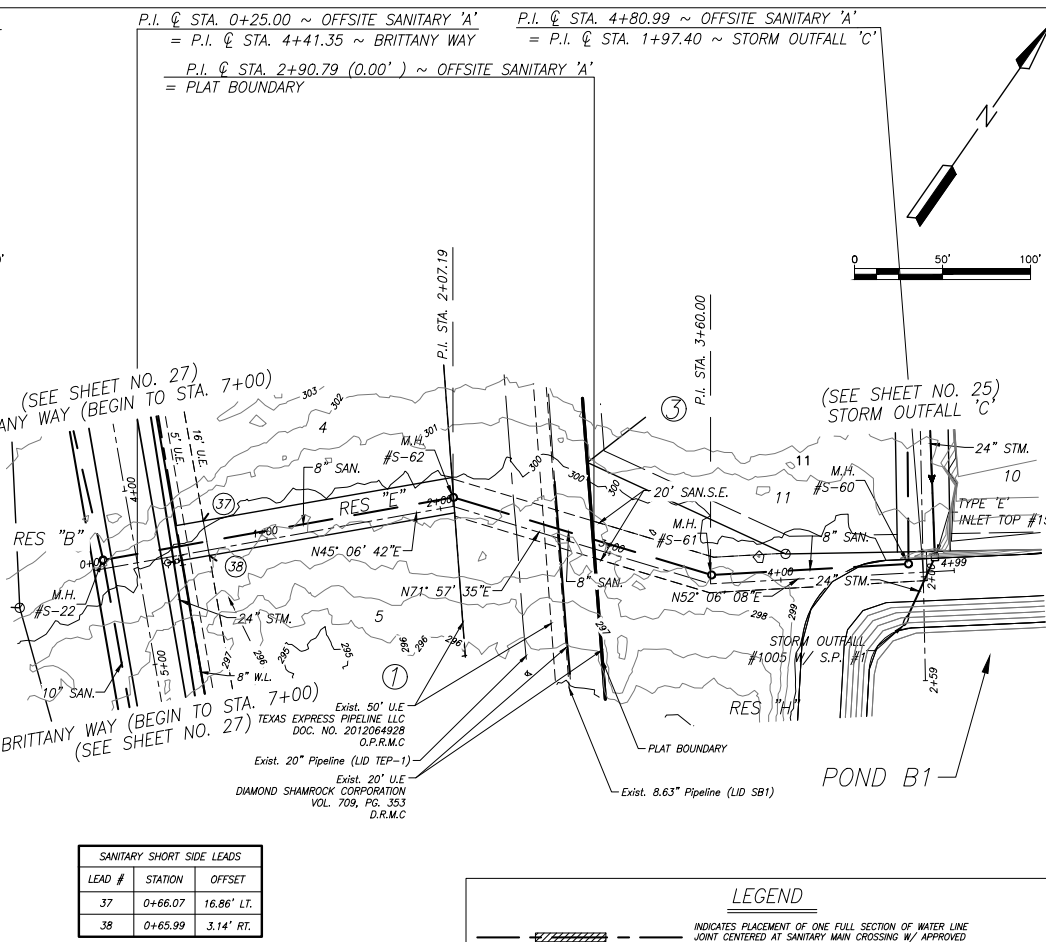 P.I. ℄ STA. 0+25.00 ~ OFFSITE SANITARY 'A'
= P.I. ℄ STA. 4+41.35 ~ BRITTANY WAY
P.I. ℄ STA. 4+80.99 ~ OFFSITE SANITARY 'A'
= P.I. ℄ STA. 1+97.40 ~ STORM OUTFALL 'C'
P.I. ℄ STA. 2+90.79 (0.00' ) ~ OFFSITE SANITARY 'A'
= PLAT BOUNDARY
N
0 50' 100'
P.I. STA. 2+07.19
P.I. STA. 3+60.00
(SEE SHEET NO. 27)
ANY WAY (BEGIN TO STA. 7+00)
(SEE SHEET NO. 25)
STORM OUTFALL 'C'
303
302
301
300
300
300
4
3
5' U.E.
16' U.E.
4+00
8" SAN.
M.H.
#S-62
37
RES "E"
2+00
1+00
20' SAN.S.E.
11
11
M.H.
#S-60
24" STM.
10
TYPE 'E'
INLET TOP #1
RES "B"
0+00
38
N45° 06' 42"E
M.H.
#S-61
3+00
8" SAN.
4+99
M.H.
#S-22
N71° 57' 35"E
8" SAN.
4+00
N52° 06' 08"E
24" STM.
2+00
24" STM.
5
298
299
297
296
295
295
296
296
296
297
STORM OUTFALL
#1005 W/ S.P. #1
2+59
5+00
10" SAN.
8" W.L.
1
RES "H"
BRITTANY WAY (BEGIN TO STA. 7+00)
(SEE SHEET NO. 27)
Exist. 50' U.E
TEXAS EXPRESS PIPELINE LLC
DOC. NO. 2012064928
O.P.R.M.C
PLAT BOUNDARY
Exist. 20" Pipeline (LID TEP-1)
POND B1
Exist. 20' U.E
DIAMOND SHAMROCK CORPORATION
VOL. 709, PG. 353
D.R.M.C
Exist. 8.63" Pipeline (LID SB1)
SANITARY SHORT SIDE LEADS
LEAD # STATION OFFSET
37 0+66.07 16.86' LT.
38 0+65.99 3.14' RT.
LEGEND
INDICATES PLACEMENT OF ONE FULL SECTION OF WATER LINE
JOINT CENTERED AT SANITARY MAIN CROSSING W/ APPROVED